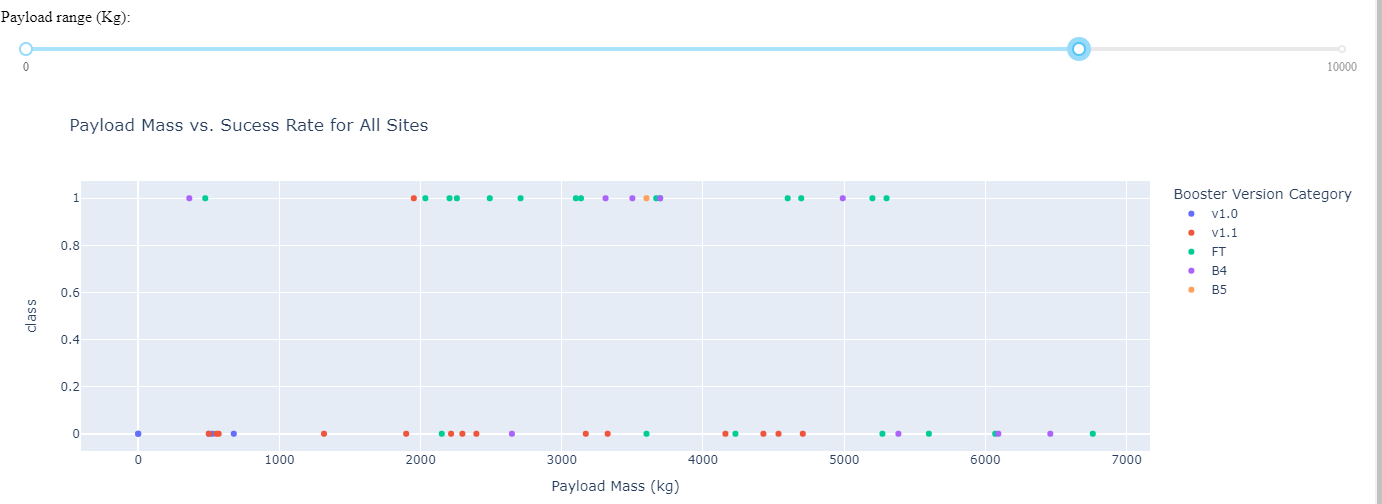 Payload range (Kg):
0 10000
Payload Mass vs. Sucess Rate for All Sites
Booster Version Category
v1.0
v1.1
FT
B4
B5
class
1
0.8
0.6
0.4
0.2
0
0 1000 2000 3000 4000 5000 6000 7000
Payload Mass (kg)